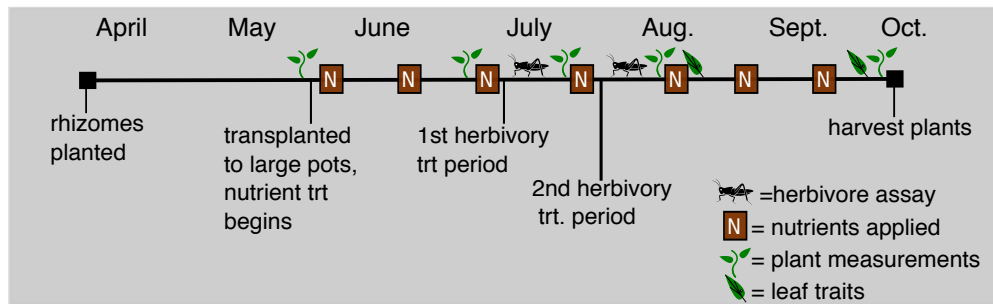 April May June July Aug. Sept. Oct.
N N N N N N N
rhizomes
planted
transplanted
to large pots,
nutrient trt
begins
1st herbivory
trt period
2nd herbivory
trt. period
harvest plants
=herbivore assay
N = nutrients applied
= plant measurements
= leaf traits